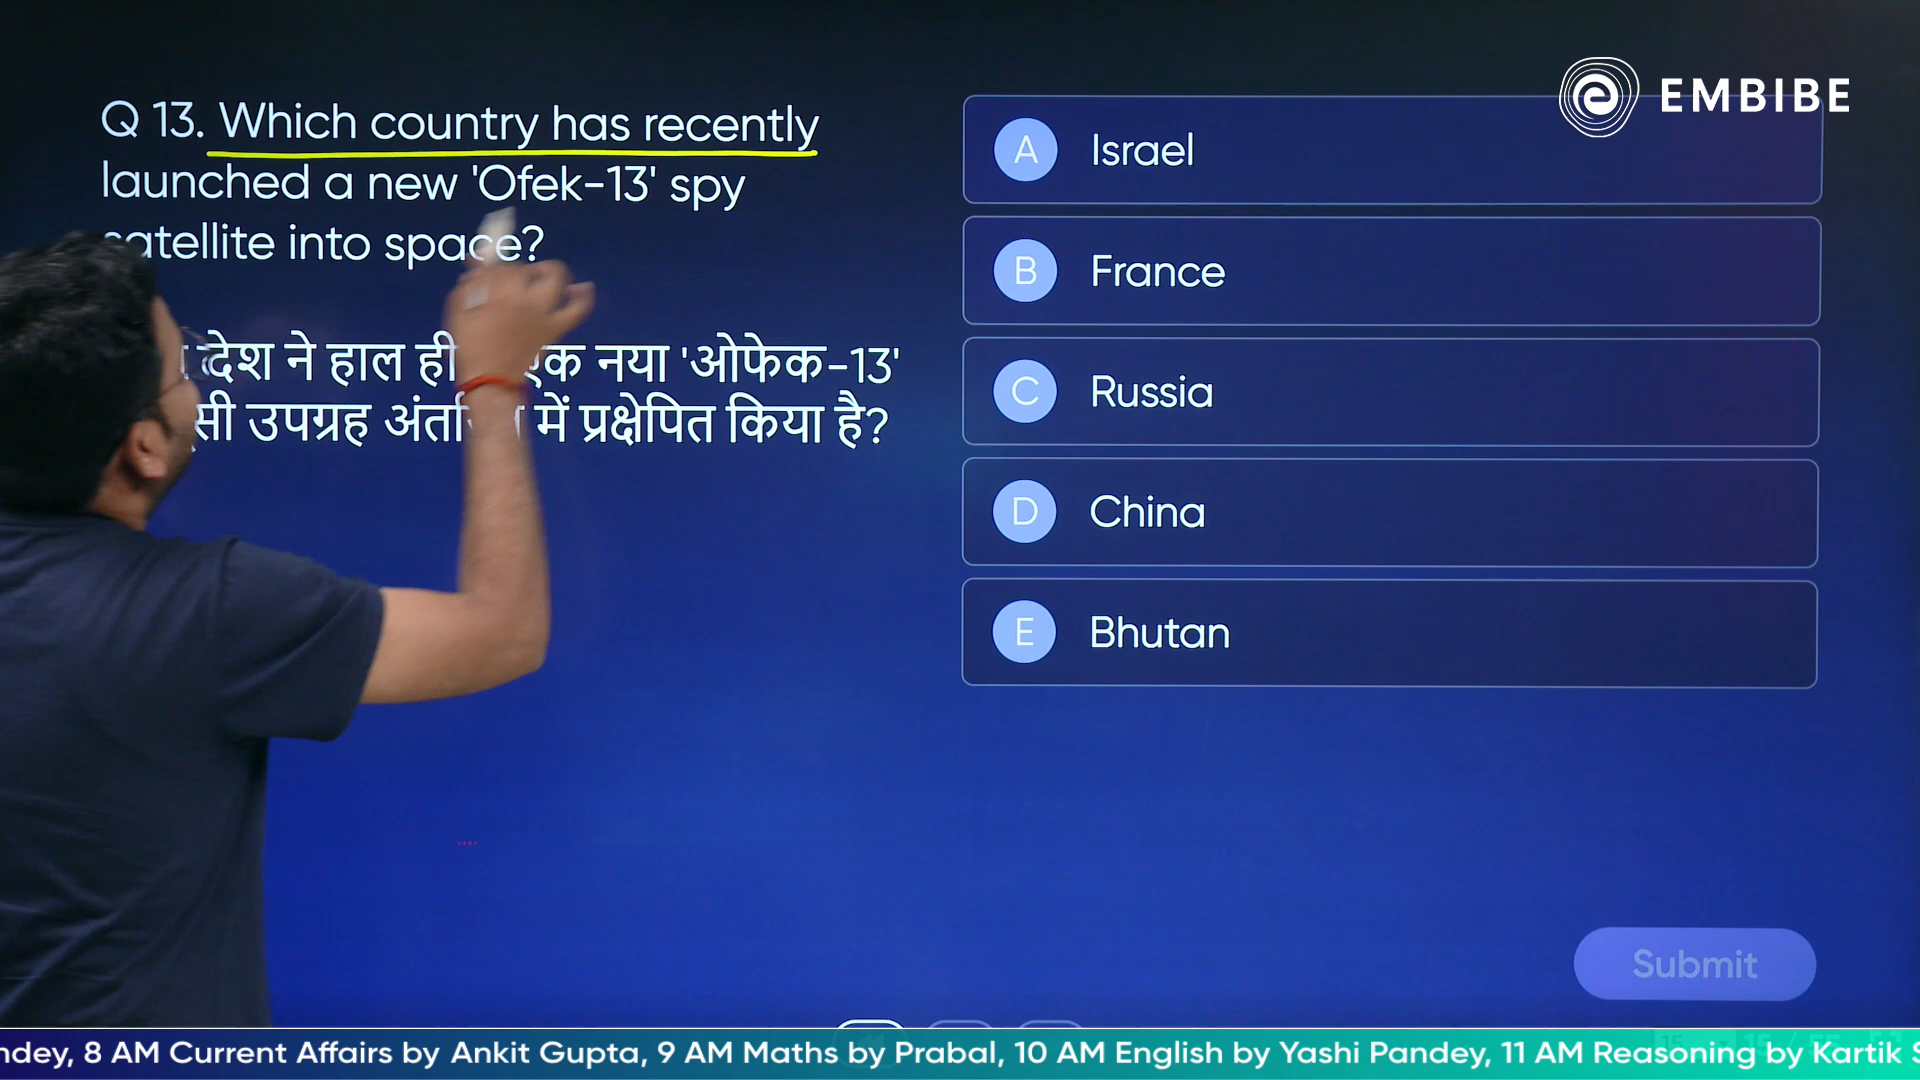 Q 13. Which country has recently
launched a new 'Ofek-13' spy
satellite into space?
देश ने हाल ही एक नया 'ओफेक-13'
में प्रक्षेपित किया है?
उपग्रह
EMBIBE
A Israel
B France
C Russia
D China
E Bhutan
Submit
8 AM Current Affairs by Ankit Gupta, 9 AM Maths by Prabal, 10 AM English by Yashi Pandey, 11 AM Reasoning by Kartik